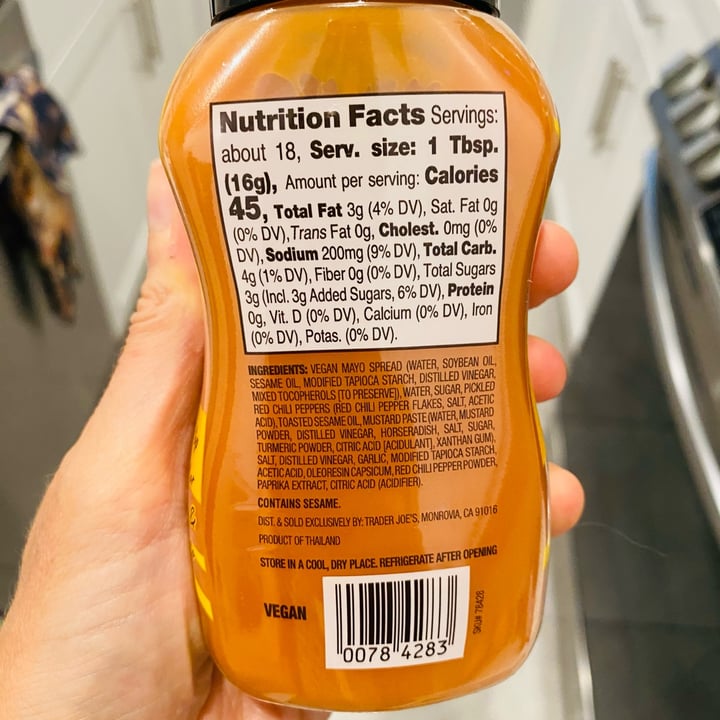 Nutrition Facts Servings:
about 18, Serv. size: 1 Tbsp.
(16g), Amount per serving: Calories
45, Total Fat 3g (4% DV), Sat. Fat 0g
(0% DV), Trans Fat 0g, Cholest. 0mg (0%
DV), Sodium 200mg (9% DV), Total Carb.
4g (1% DV), Fiber 0g (0% DV), Total Sugars
3g (Incl. 3g Added Sugars, 6% DV), Protein
0g, Vit. D (0% DV), Calcium (0% DV), Iron
(0% DV), Potas. (0% DV).
INGREDIENTS: VEGAN MAYO SPREAD (WATER, SOYBEAN OIL,
SESAME OIL, MODIFIED TAPIOCA STARCH, DISTILLED VINEGAR,
MIXED TOCOPHEROLS [TO PRESERVE]), WATER, SUGAR, PICKLED
RED CHILI PEPPERS (RED CHILI PEPPER FLAKES, SALT, ACETIC
ACID), TOASTED SESAME OIL, MUSTARD PASTE (WATER, MUSTARD
POWDER, DISTILLED VINEGAR, HORSERADISH, SALT, SUGAR,
TURMERIC POWDER, CITRIC ACID [ACIDULANT], XANTHAN GUM),
SALT, DISTILLED VINEGAR, GARLIC, MODIFIED TAPIOCA STARCH,
ACETIC ACID, OLEORESIN CAPSICUM, RED CHILI PEPPER POWDER,
PAPRIKA EXTRACT, CITRIC ACID (ACIDIFIER).
CONTAINS SESAME.
DIST. & SOLD EXCLUSIVELY BY: TRADER JOE'S, MONROVIA, CA 91016
PRODUCT OF THAILAND
STORE IN A COOL, DRY PLACE. REFRIGERATE AFTER OPENING
VEGAN
0078 4283
SKU# 78428